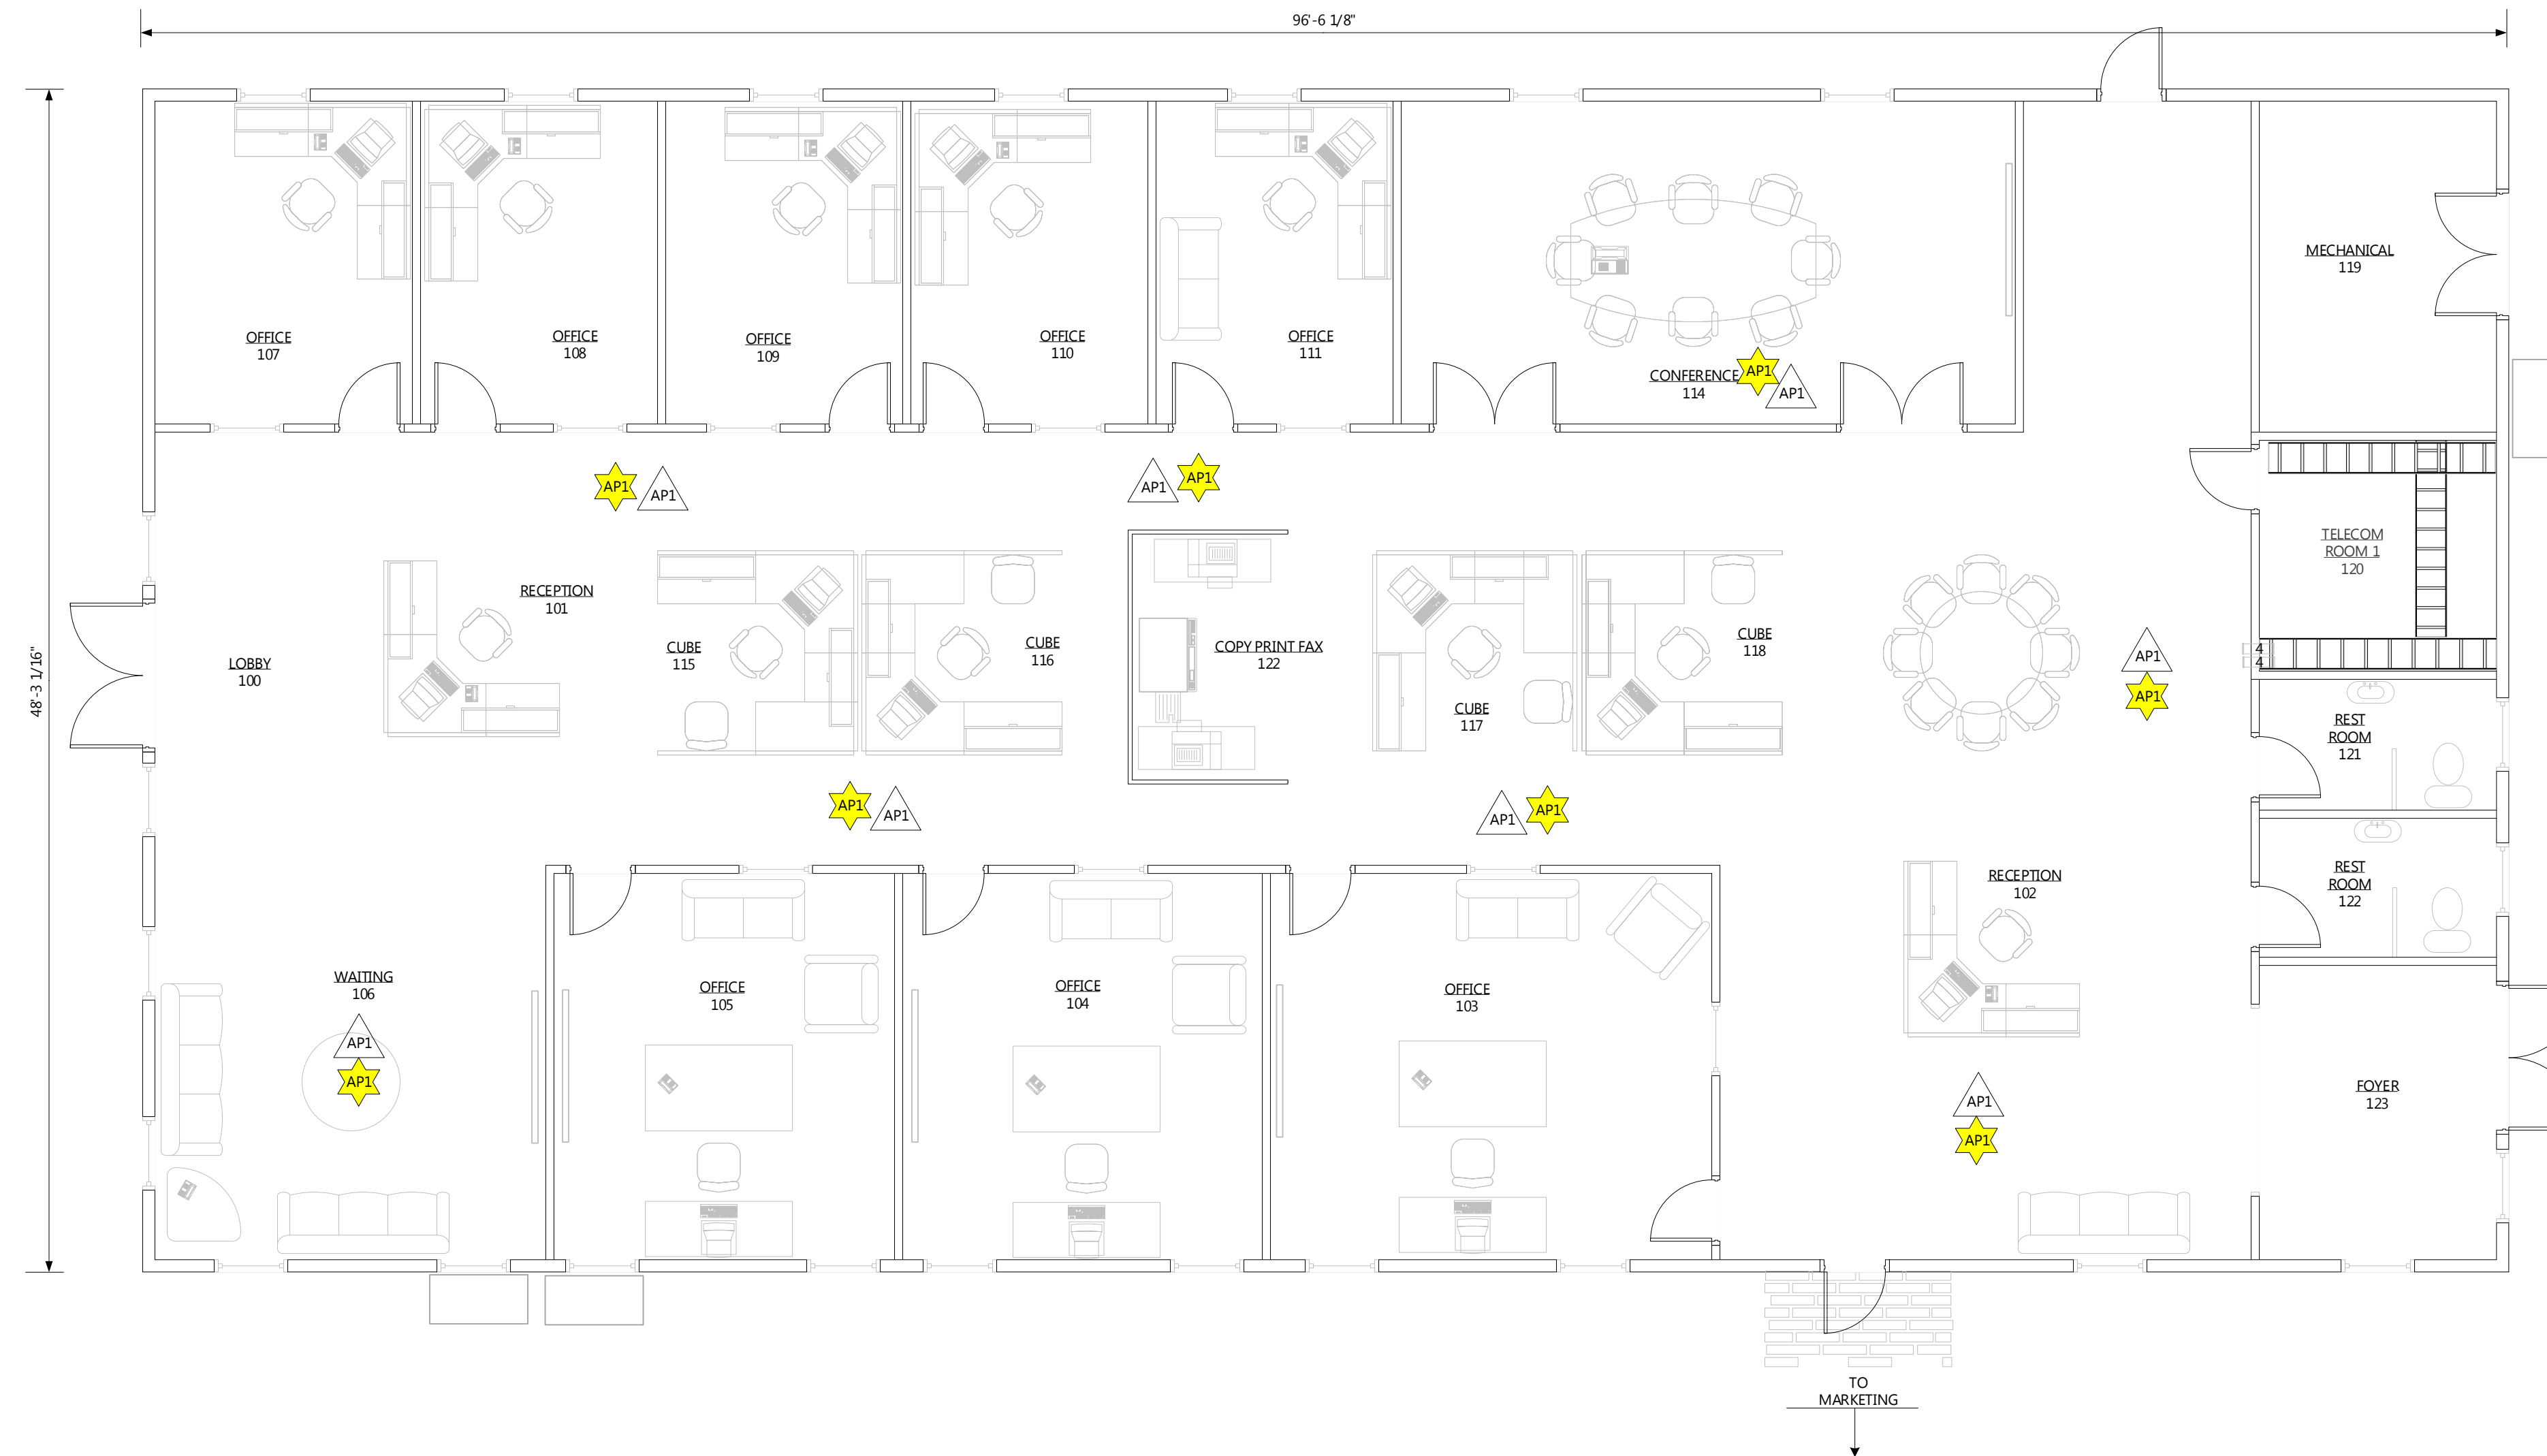 96'-6 1/8"
48'-3 1/16"
OFFICE
107
OFFICE
108
OFFICE
109
OFFICE
110
OFFICE
111
CONFERENCE
114
AP1
AP1
MECHANICAL
119
AP1
AP1
AP1
AP1
TELECOM
ROOM 1
120
RECEPTION
101
LOBBY
100
CUBE
115
CUBE
116
COPY PRINT FAX
122
CUBE
117
CUBE
118
AP1
AP1
4
4
REST
ROOM
121
AP1
AP1
AP1
AP1
REST
ROOM
122
RECEPTION
102
WAITING
106
AP1
AP1
OFFICE
105
OFFICE
104
OFFICE
103
AP1
AP1
FOYER
123
TO
MARKETING